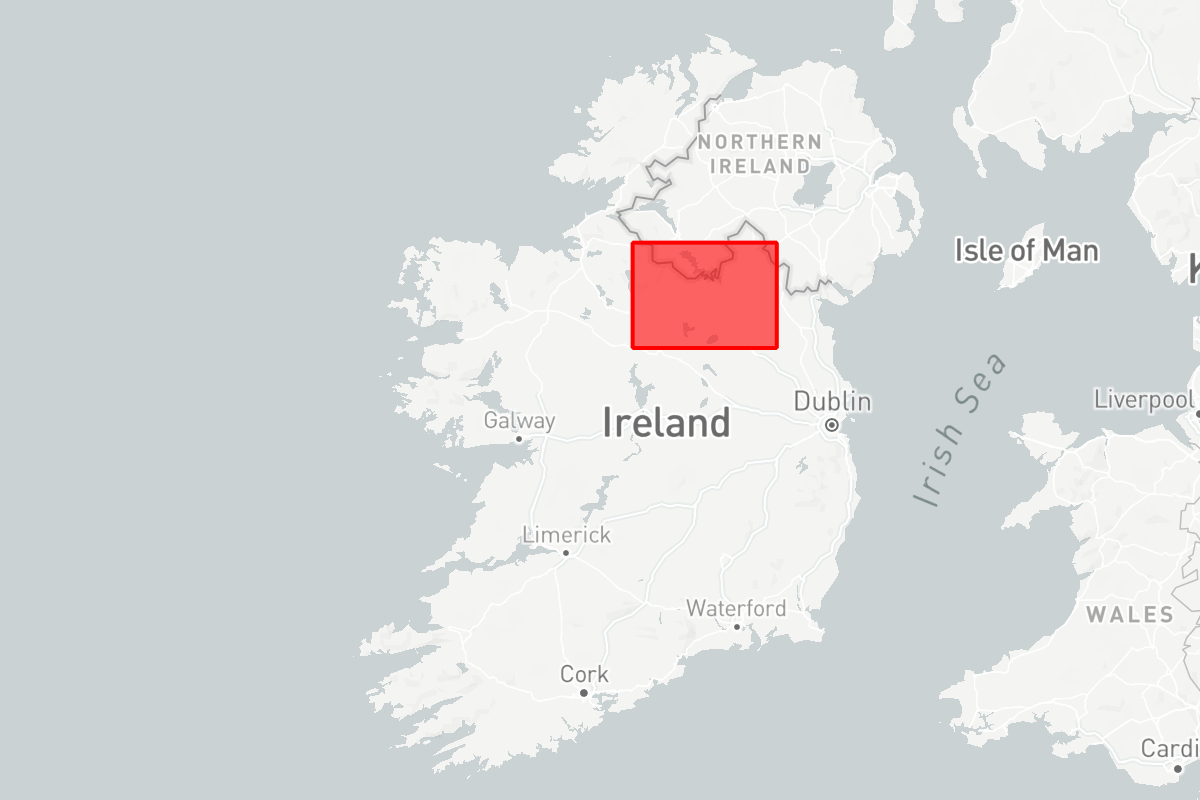 NORTHERN
IRELAND
Isle of Man
Irish Sea
Liverpool
Dublin
Galway
Ireland
Limerick
Waterford
WALES
Cork
Cardi